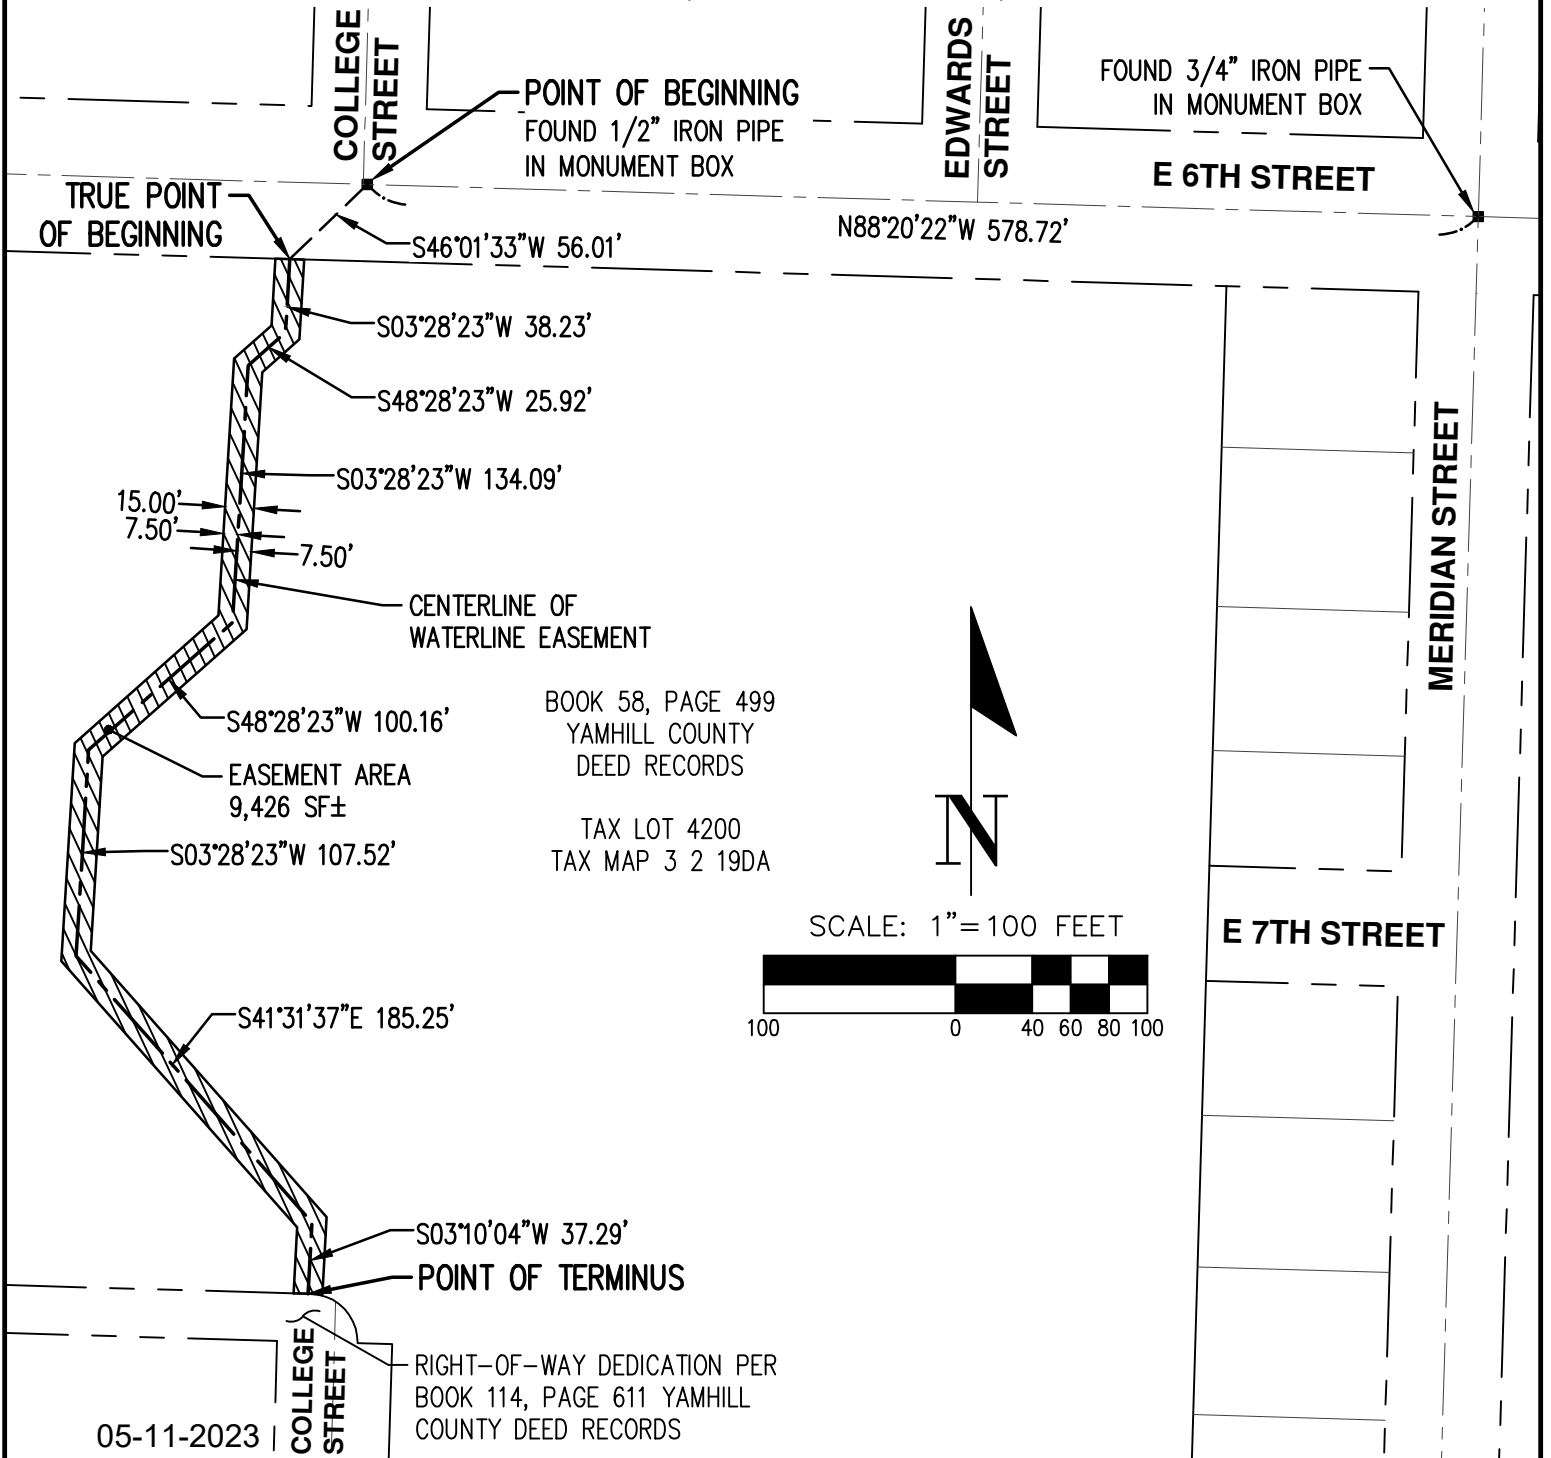 COLLEGE
STREET
EDWARDS
STREET
POINT OF BEGINNING
FOUND 1/2" IRON PIPE
IN MONUMENT BOX
FOUND 3/4" IRON PIPE
IN MONUMENT BOX
E 6TH STREET
TRUE POINT
OF BEGINNING
S46°01'33"W 56.01'
N88°20'22"W 578.72'
S03°28'23"W 38.23'
S48°28'23"W 25.92'
S03°28'23"W 134.09'
15.00'
7.50'
7.50'
CENTERLINE OF
WATERLINE EASEMENT
MERIDIAN STREET
BOOK 58, PAGE 499
YAMHILL COUNTY
DEED RECORDS
TAX LOT 4200
TAX MAP 3 2 19DA
S48°28'23"W 100.16'
EASEMENT AREA
9,426 SF±
S03°28'23"W 107.52'
N
SCALE: 1"=100 FEET
100 0 40 60 80 100
E 7TH STREET
S41°31'37"E 185.25'
S03°10'04"W 37.29'
POINT OF TERMINUS
RIGHT-OF-WAY DEDICATION PER
BOOK 114, PAGE 611 YAMHILL
COUNTY DEED RECORDS
COLLEGE
STREET
05-11-2023